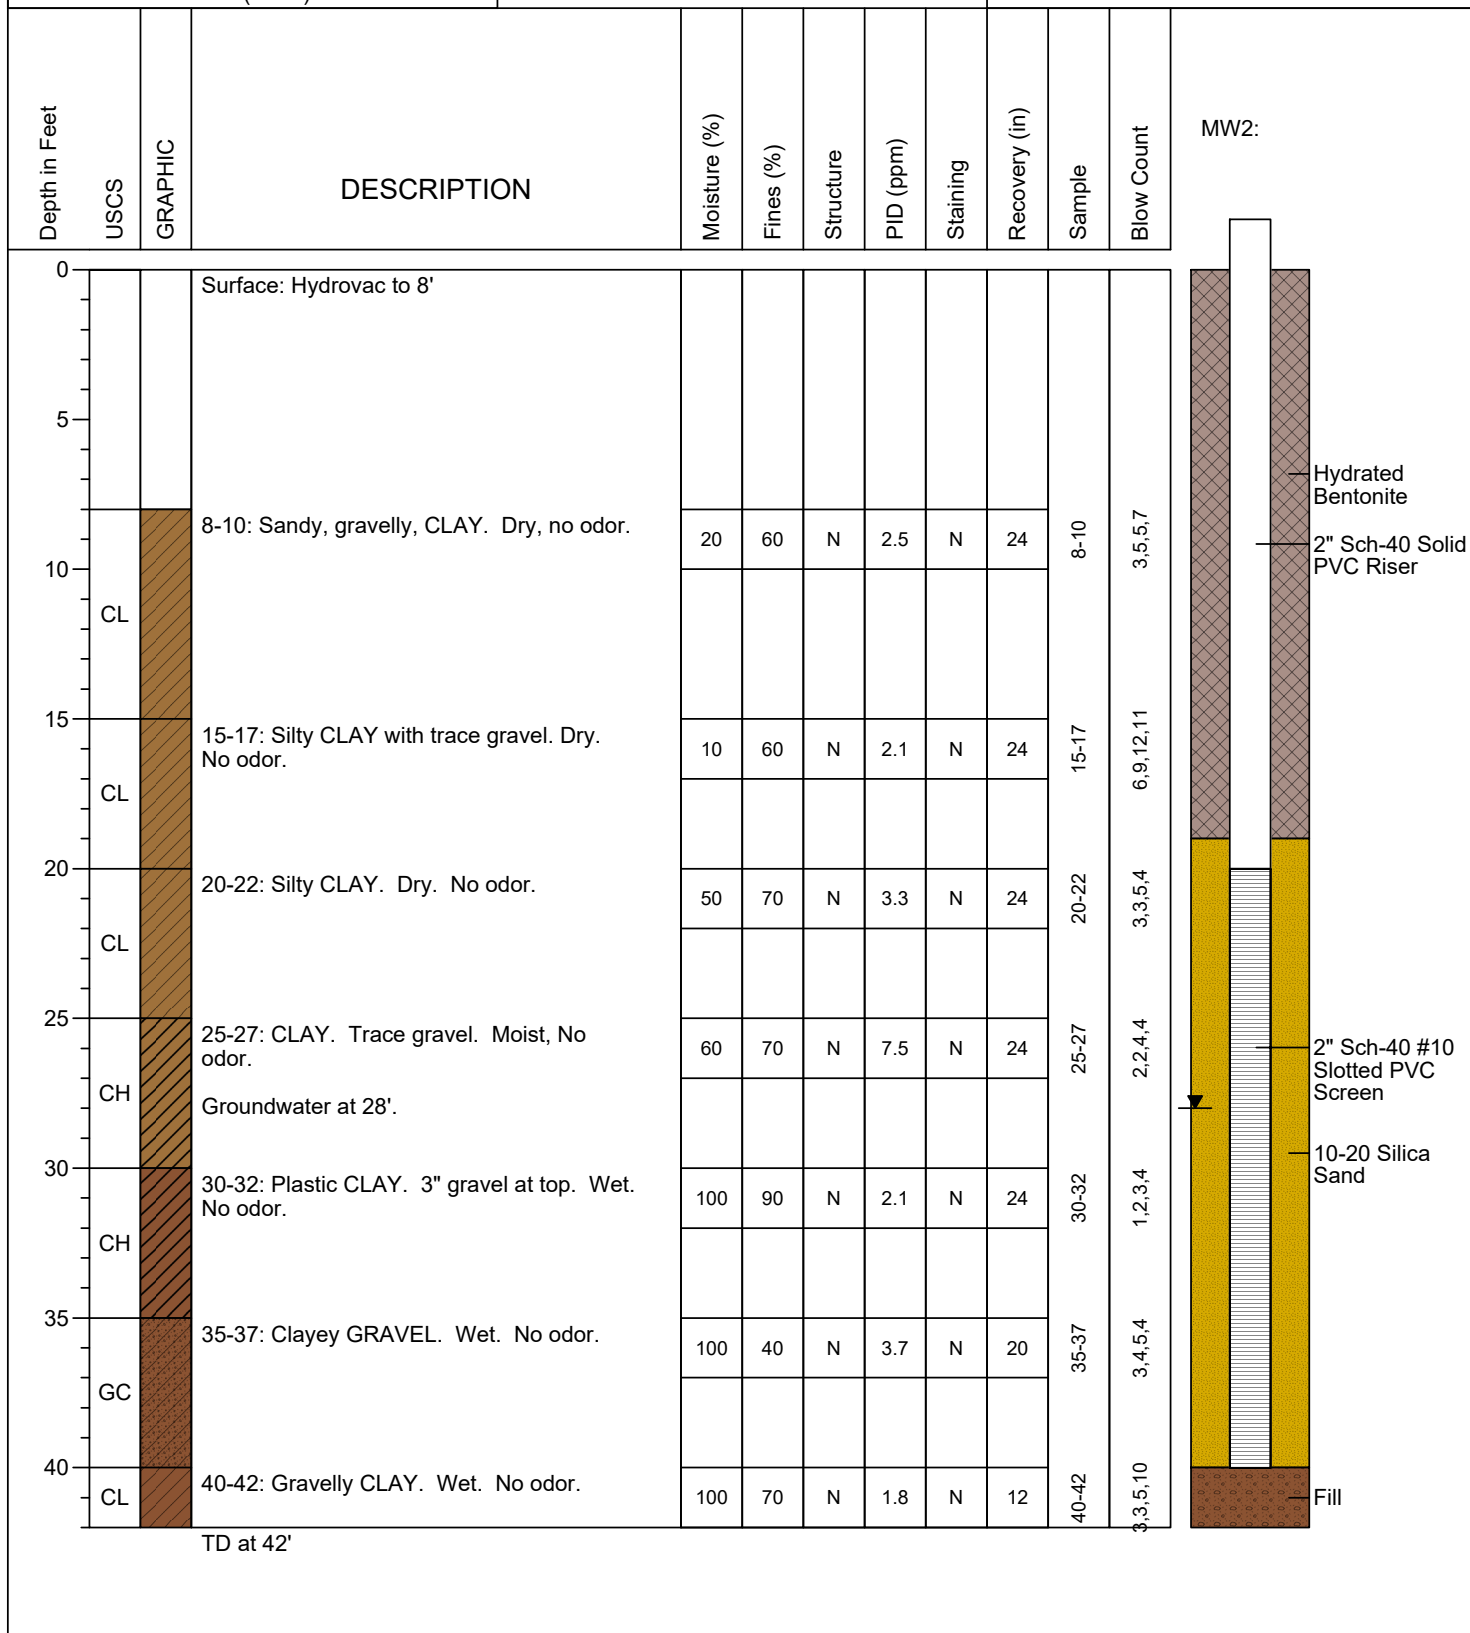 Depth in Feet
USCS
GRAPHIC
DESCRIPTION
Moisture (%)
Fines (%)
Structure
PID (ppm)
Staining
Recovery (in)
Sample
Blow Count
MW2:
0
Surface: Hydrovac to 8'
5
Hydrated
Bentonite
8-10: Sandy, gravelly, CLAY. Dry, no odor.
20 60 N 2.5 N 24 8-10 3,5,5,7
2" Sch-40 Solid
PVC Riser
10
CL
15
15-17: Silty CLAY with trace gravel. Dry.
No odor.
10 60 N 2.1 N 24 15-17 6,9,12,11
CL
20
20-22: Silty CLAY. Dry. No odor.
50 70 N 3.3 N 24 20-22 3,3,5,4
CL
25
25-27: CLAY. Trace gravel. Moist, No
odor.
60 70 N 7.5 N 24 25-27 2,2,4,4
2" Sch-40 #10
Slotted PVC
Screen
CH
Groundwater at 28'.
10-20 Silica
Sand
30
30-32: Plastic CLAY. 3" gravel at top. Wet.
No odor.
100 90 N 2.1 N 24 30-32 1,2,3,4
CH
35
35-37: Clayey GRAVEL. Wet. No odor.
100 40 N 3.7 N 20 35-37 3,4,5,4
GC
40
40-42: Gravelly CLAY. Wet. No odor.
CL
100 70 N 1.8 N 12 40-42 3,3,5,10
Fill
TD at 42'